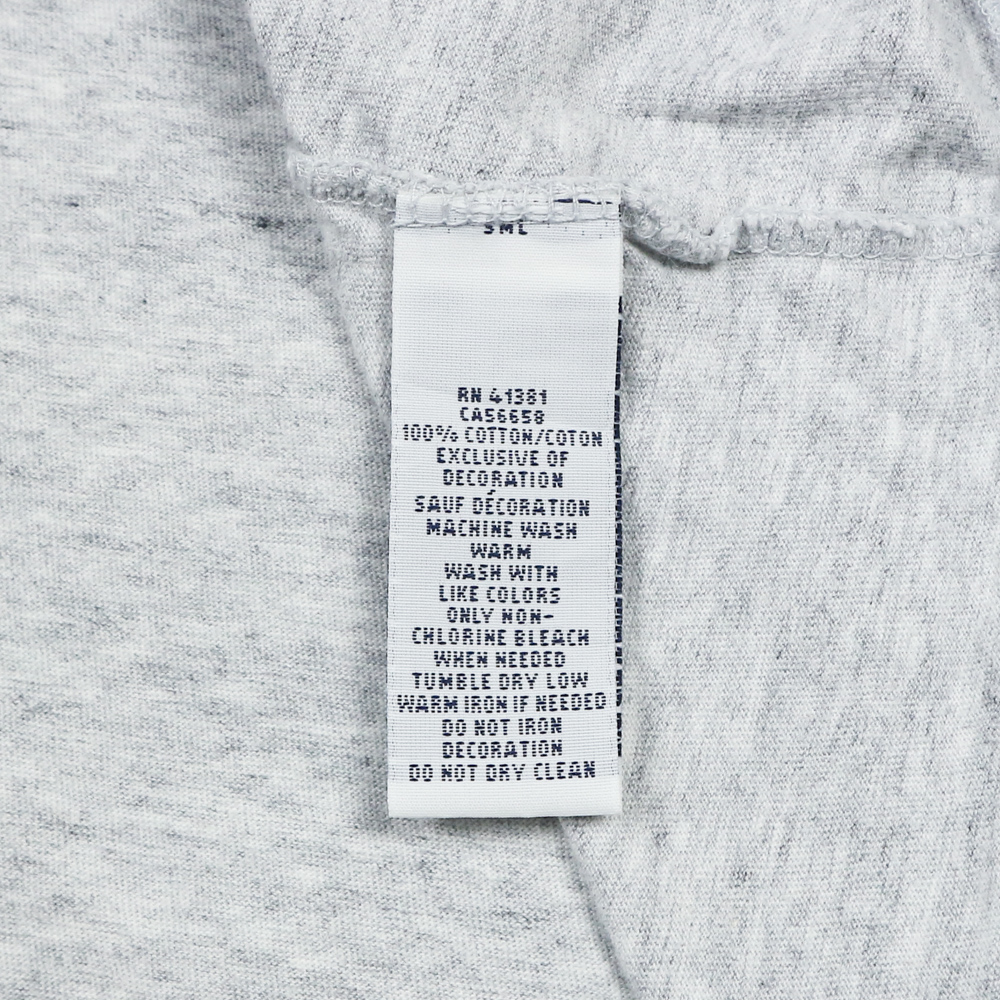 SML
RN 41381
CA56658
100% COTTON/COTON
EXCLUSIVE OF
DECORATION
SAUF DÉCORATION
MACHINE WASH
WARM
WASH WITH
LIKE COLORS
ONLY NON-
CHLORINE BLEACH
WHEN NEEDED
TUMBLE DRY LOW
WARM IRON IF NEEDED
DO NOT IRON
DECORATION
DO NOT DRY CLEAN